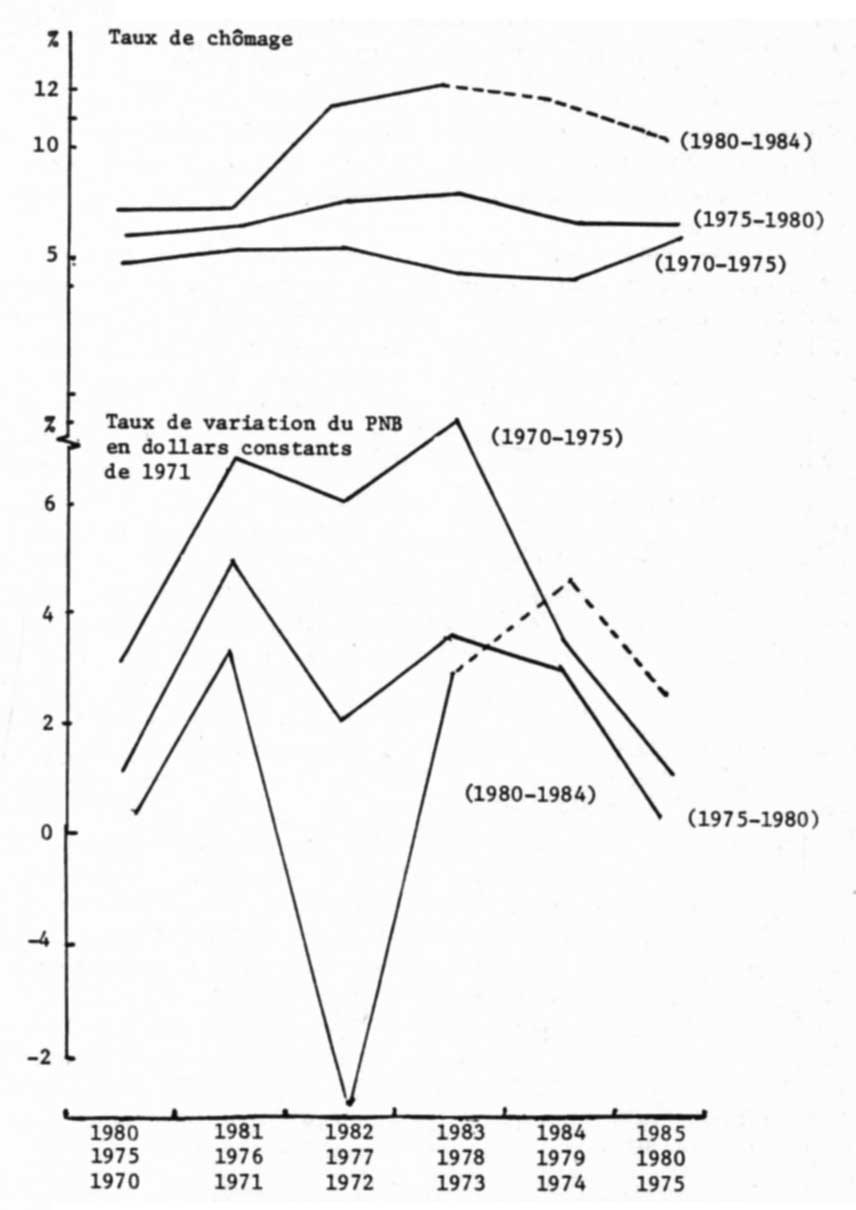 % Taux de chômage
12
10
(1980-1984)
(1975-1980)
5
(1970-1975)
% Taux de variation du PNB
en dollars constants
de 1971
(1970-1975)
6
4
2
(1980-1984)
(1975-1980)
0
-4
-2
1980 1981 1982 1983 1984 1985
1975 1976 1977 1978 1979 1980
1970 1971 1972 1973 1974 1975